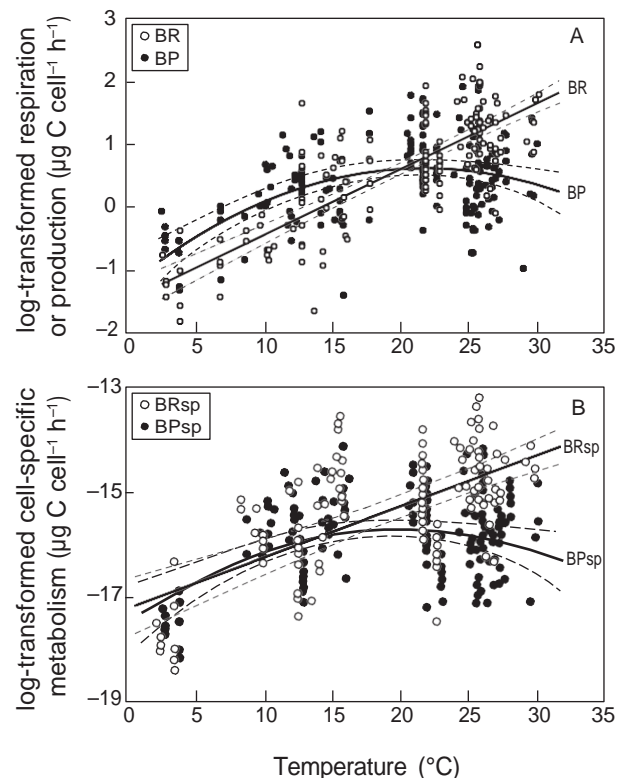 A
BR
BP
log-transformed respiration
or production (µg C cell⁻¹ h⁻¹)
3
2
1
0
−1
−2
BR
BP
0 5 10 15 20 25 30 35
B
BRsp
BPsp
log-transformed cell-specific
metabolism (µg C cell⁻¹ h⁻¹)
−13
−15
−17
−19
BRsp
BPsp
0 5 10 15 20 25 30 35
Temperature (°C)